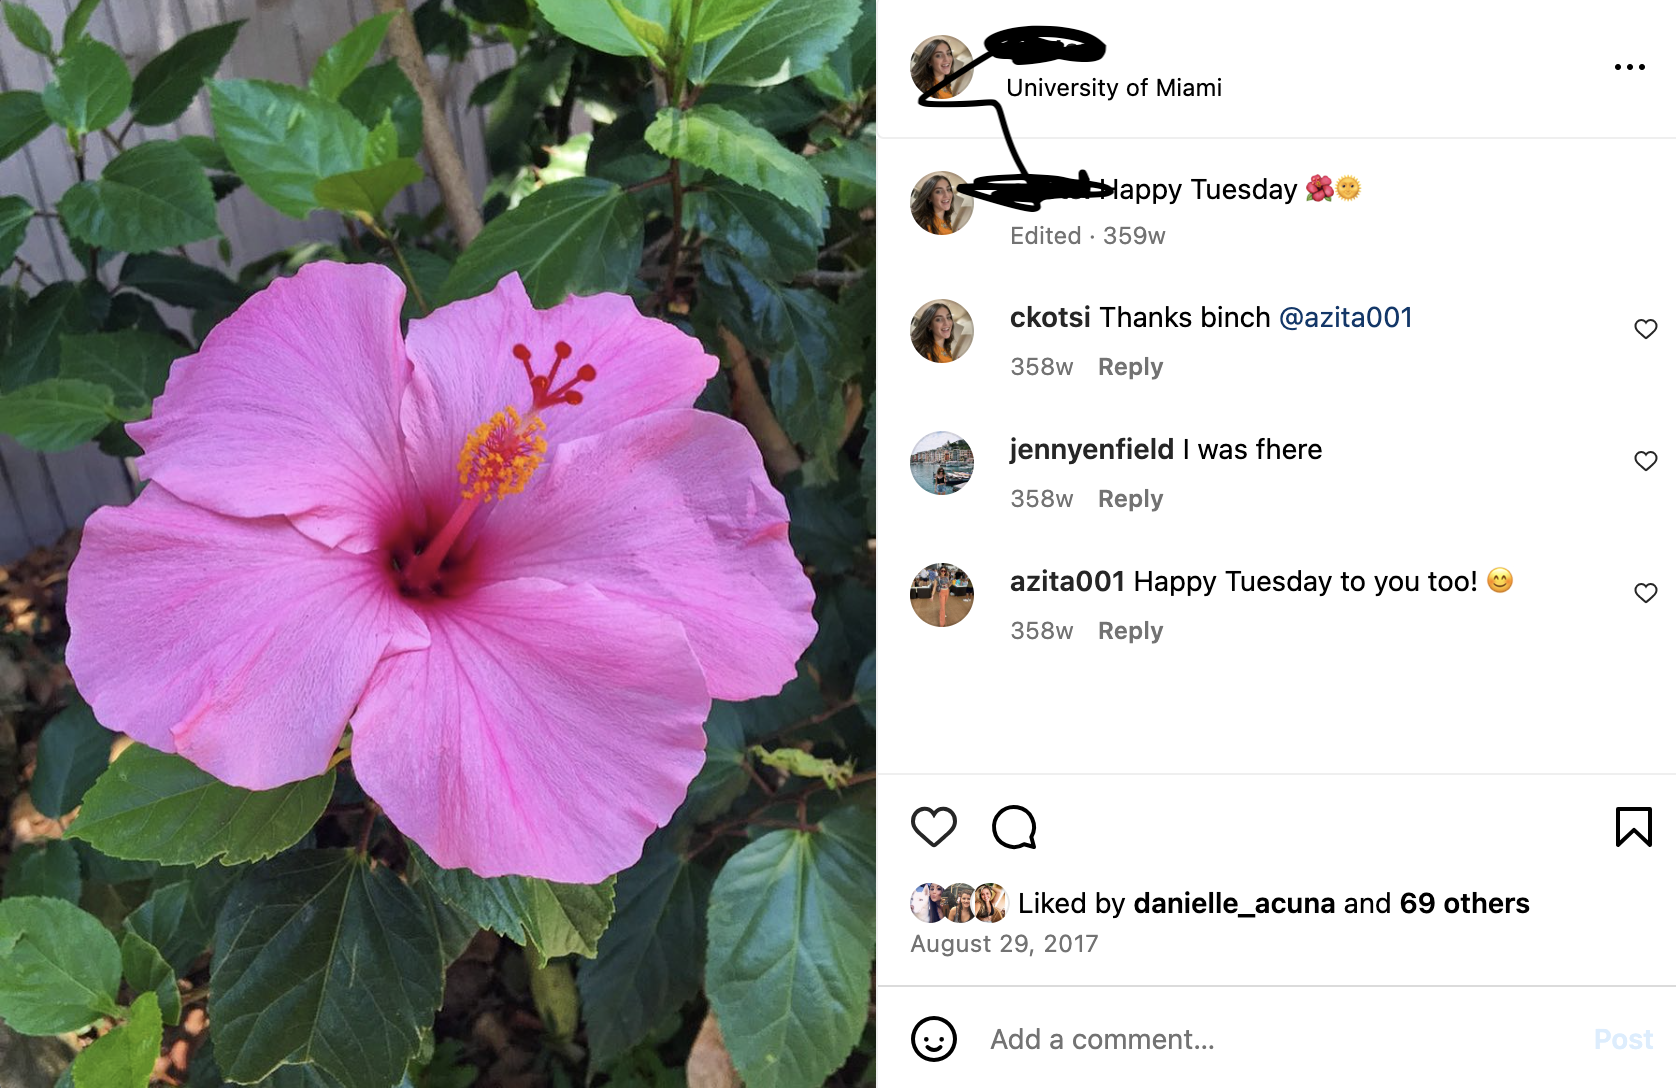 University of Miami
Happy Tuesday 🌺🌞
Edited · 359w
ckotsi Thanks binch @azita001
358w Reply
jennyenfield I was fhere
358w Reply
azita001 Happy Tuesday to you too! 😊
358w Reply
Liked by danielle_acuna and 69 others
August 29, 2017
Add a comment...
Post